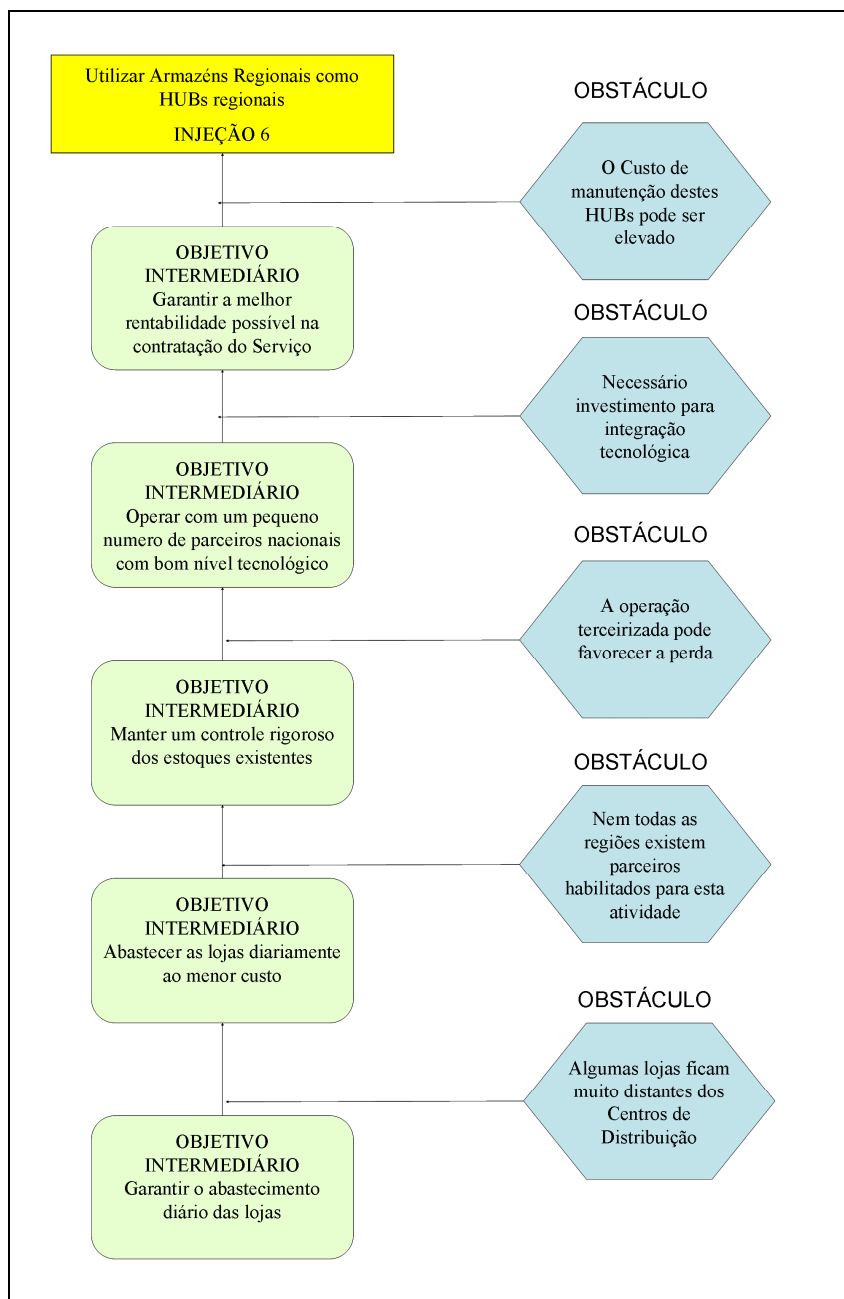 Utilizar Armazéns Regionais como
HUBs regionais
INJEÇÃO 6
OBSTÁCULO
O Custo de
manutenção destes
HUBs pode ser
elevado
OBJETIVO
INTERMEDIÁRIO
Garantir a melhor
rentabilidade possível na
contratação do Serviço
OBSTÁCULO
Necessário
investimento para
integração
tecnológica
OBJETIVO
INTERMEDIÁRIO
Operar com um pequeno
numero de parceiros nacionais
com bom nível tecnológico
OBSTÁCULO
A operação
terceirizada pode
favorecer a perda
OBJETIVO
INTERMEDIÁRIO
Manter um controle rigoroso
dos estoques existentes
OBSTÁCULO
Nem todas as
regiões existem
parceiros
habilitados para esta
atividade
OBJETIVO
INTERMEDIÁRIO
Abastecer as lojas diariamente
ao menor custo
OBSTÁCULO
Algumas lojas ficam
muito distantes dos
Centros de
Distribuição
OBJETIVO
INTERMEDIÁRIO
Garantir o abastecimento
diário das lojas